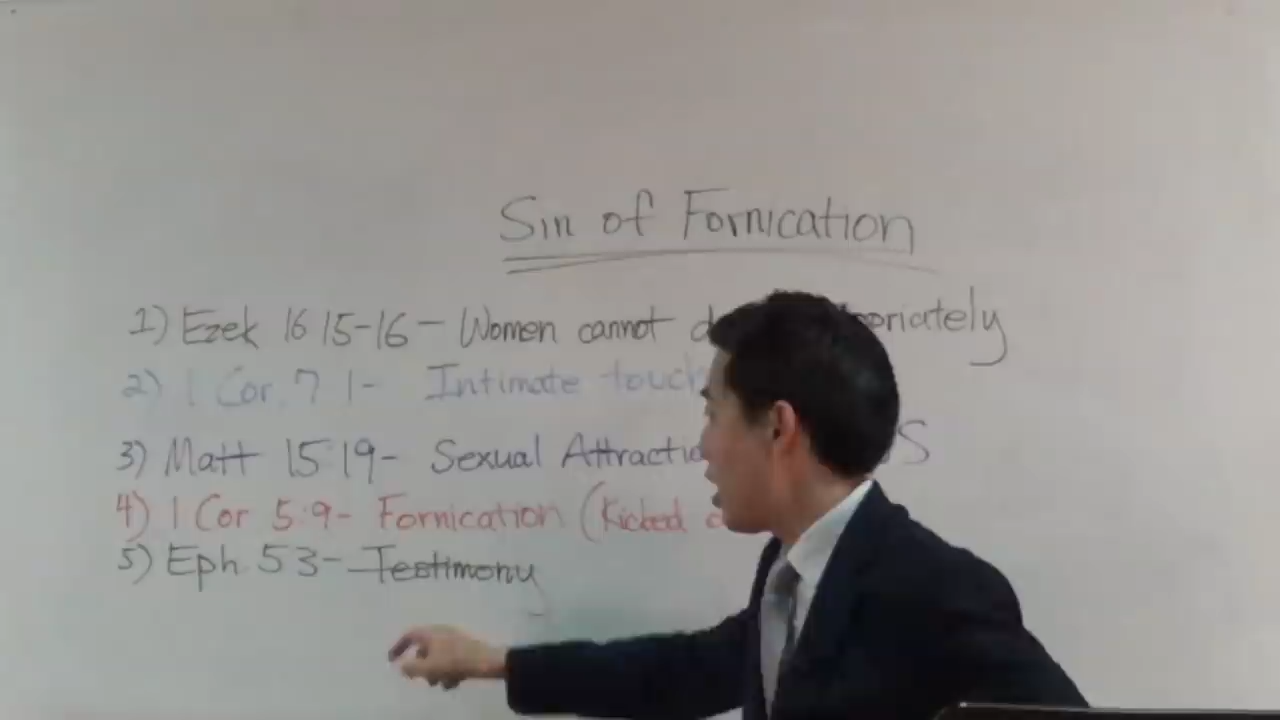 Sin of Fornication
1) Ezek 16 15-16 - Women cannot
2) 1 Cor. 7 1- Intimate touch
3) Matt 15:19- Sexual Attractio
4) 1 Cor 5:9- Fornication (Kicked
5) Eph 5 3- Testimony